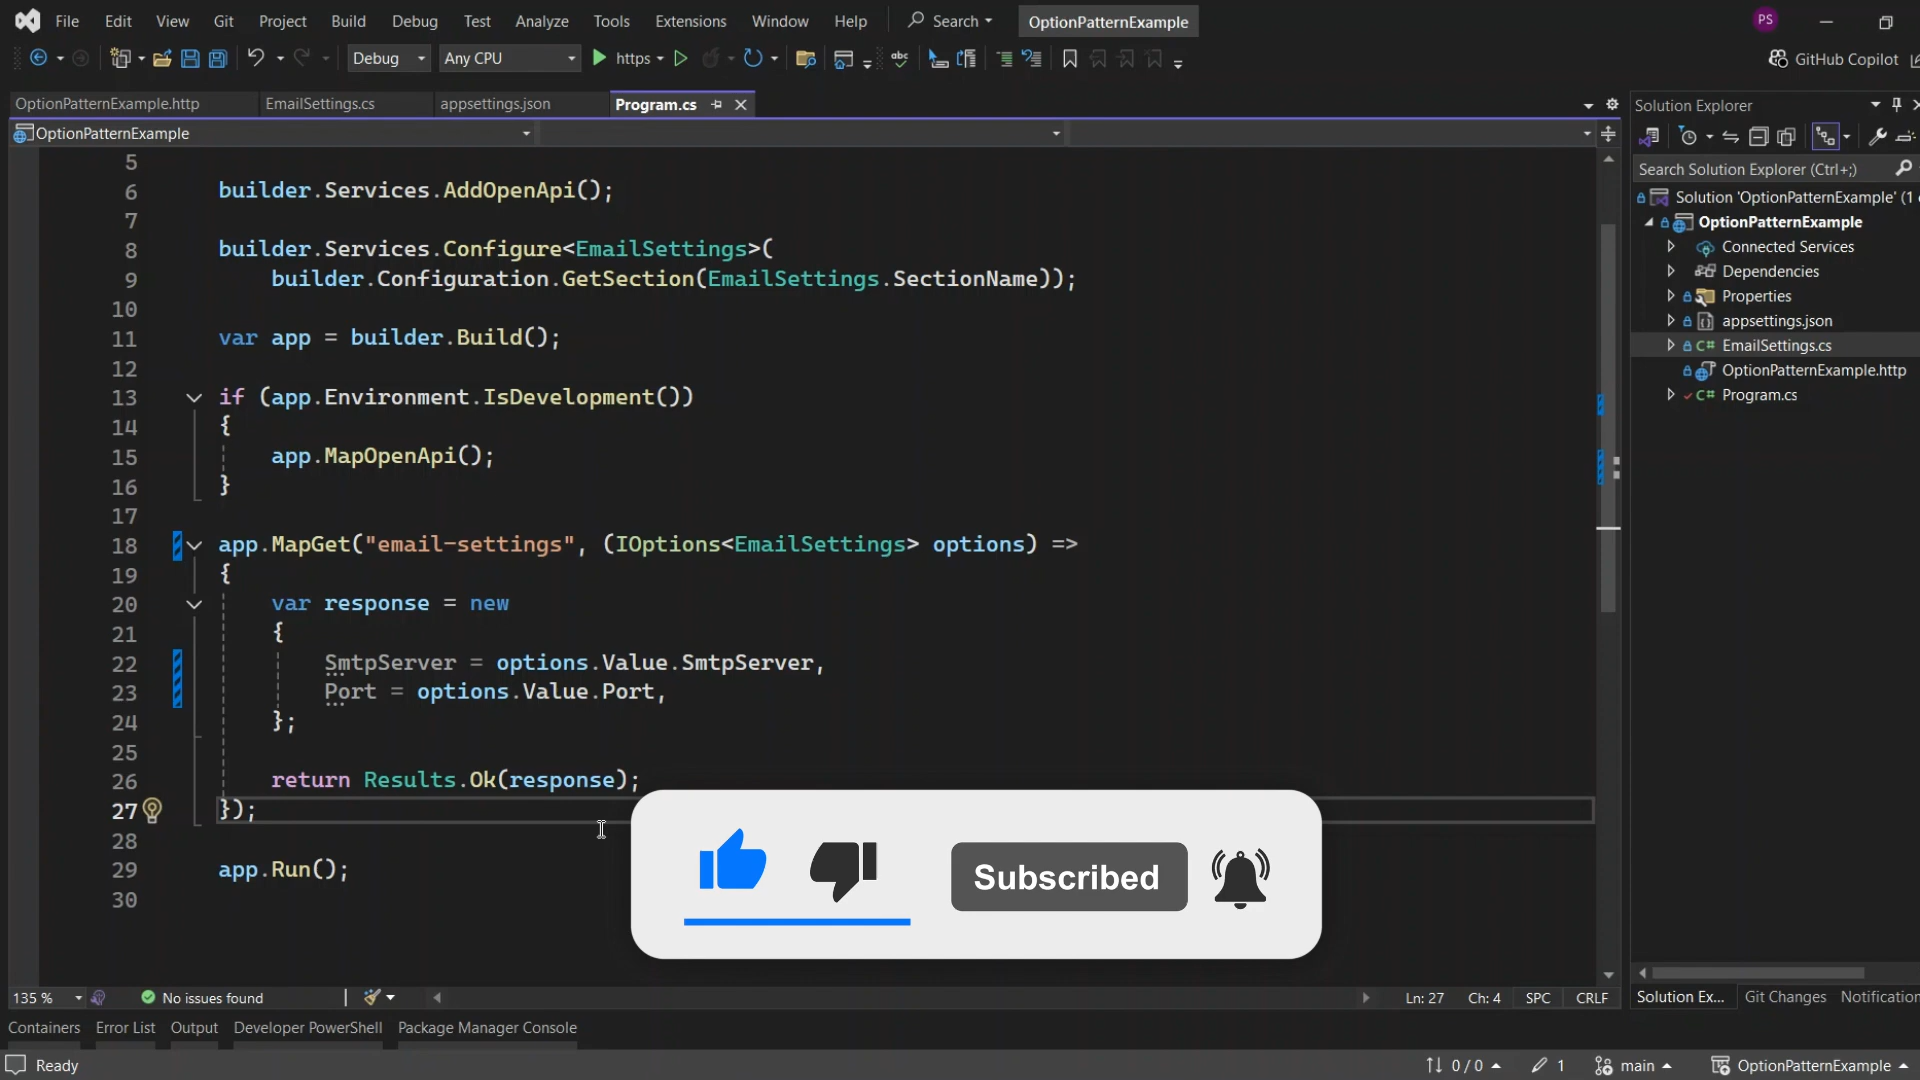 File Edit View Git Project Build Debug Test Analyze Tools Extensions Window Help Search OptionPatternExample PS
Debug Any CPU https GitHub Copilot
OptionPatternExample.http EmailSettings.cs appsettings.json Program.cs
OptionPatternExample
5
6 builder.Services.AddOpenApi();
7
8 builder.Services.Configure<EmailSettings>(
9 builder.Configuration.GetSection(EmailSettings.SectionName));
10
11 var app = builder.Build();
12
13 if (app.Environment.IsDevelopment())
14 {
15 app.MapOpenApi();
16 }
17
18 app.MapGet("email-settings", (IOptions<EmailSettings> options) =>
19 {
20 var response = new
21 {
22 SmtpServer = options.Value.SmtpServer,
23 Port = options.Value.Port,
24 };
25
26 return Results.Ok(response);
27 });
28
29 app.Run();
30
Subscribed
Solution Explorer
Search Solution Explorer (Ctrl+;)
Solution 'OptionPatternExample' (1
OptionPatternExample
Connected Services
Dependencies
Properties
appsettings.json
C# EmailSettings.cs
OptionPatternExample.http
C# Program.cs
135 % No issues found Ln: 27 Ch: 4 SPC CRLF
Solution Ex... Git Changes Notification
Containers Error List Output Developer PowerShell Package Manager Console
Ready 0 / 0 1 main OptionPatternExample